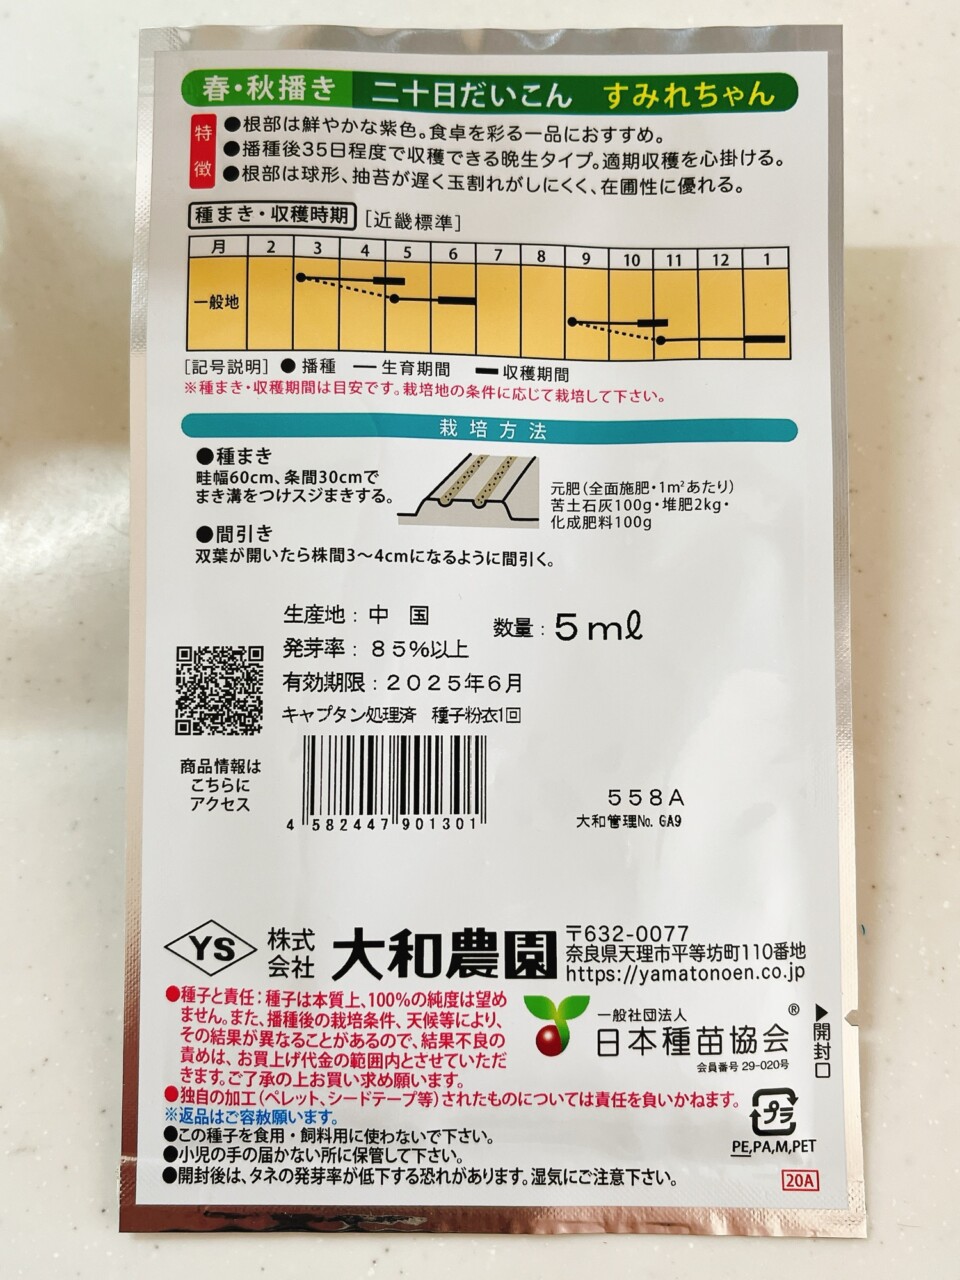 春・秋播き 二十日だいこん すみれちゃん
特徴
●根部は鮮やかな紫色。食卓を彩る一品におすすめ。
●播種後35日程度で収穫できる晩生タイプ。適期収穫を心掛ける。
●根部は球形、抽苔が遅く玉割れがしにくく、在圃性に優れる。
種まき・収穫時期 [近畿標準]
月 2 3 4 5 6 7 8 9 10 11 12 1
一般地
[記号説明] ● 播種 ― 生育期間 ━ 収穫期間
※種まき・収穫期間は目安です。栽培地の条件に応じて栽培して下さい。
栽培方法
●種まき
畦幅60cm、条間30cmで
まき溝をつけスジまきする。
●間引き
双葉が開いたら株間3〜4cmになるように間引く。
元肥(全面施肥・1m²あたり)
苦土石灰100g・堆肥2kg・
化成肥料100g
生産地:中 国
数量:5ml
発芽率:85%以上
有効期限:2025年6月
キャプタン処理済 種子粉衣1回
商品情報は
こちらに
アクセス
4 582447 901301
558A
大和管理No. GA9
YS
株式会社 大和農園
〒632-0077
奈良県天理市平等坊町110番地
https://yamatonoen.co.jp
●種子と責任:種子は本質上、100%の純度は望め
ません。また、播種後の栽培条件、天候等により、
その結果が異なることがあるので、結果不良の
責めは、お買上げ代金の範囲内とさせていただ
きます。ご了承の上お買い求め願います。
一般社団法人
日本種苗協会®
会員番号 29-020号
▶開封口
●独自の加工(ペレット、シードテープ等)されたものについては責任を負いかねます。
※返品はご容赦願います。
●この種子を食用・飼料用に使わないで下さい。
●小児の手の届かない所に保管して下さい。
●開封後は、タネの発芽率が低下する恐れがあります。湿気にご注意下さい。
プラ
PE,PA,M,PET
20A